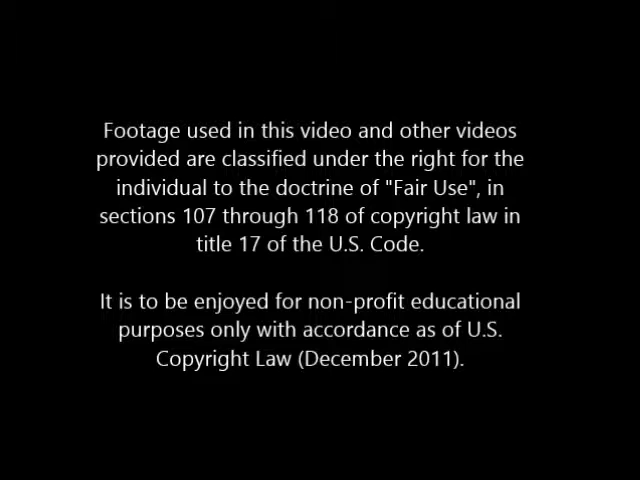 Footage used in this video and other videos
provided are classified under the right for the
individual to the doctrine of "Fair Use", in
sections 107 through 118 of copyright law in
title 17 of the U.S. Code.
It is to be enjoyed for non-profit educational
purposes only with accordance as of U.S.
Copyright Law (December 2011).